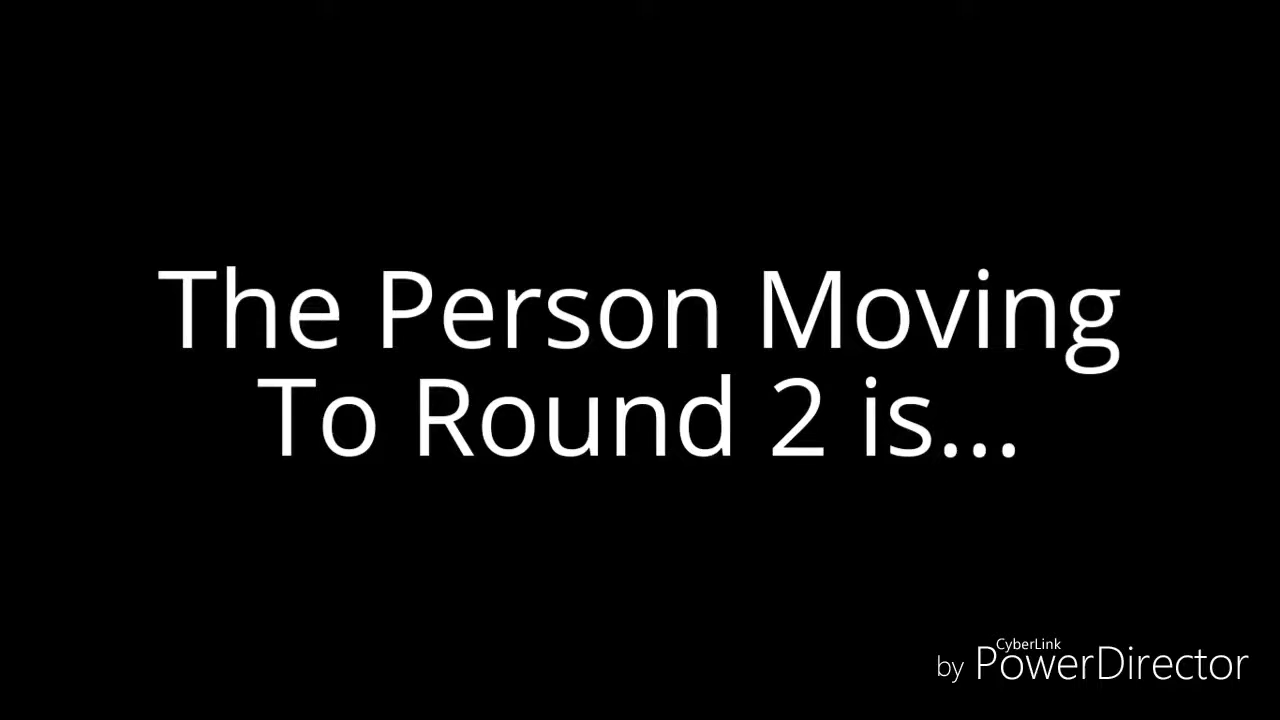 The Person Moving
To Round 2 is...
CyberLink
by PowerDirector